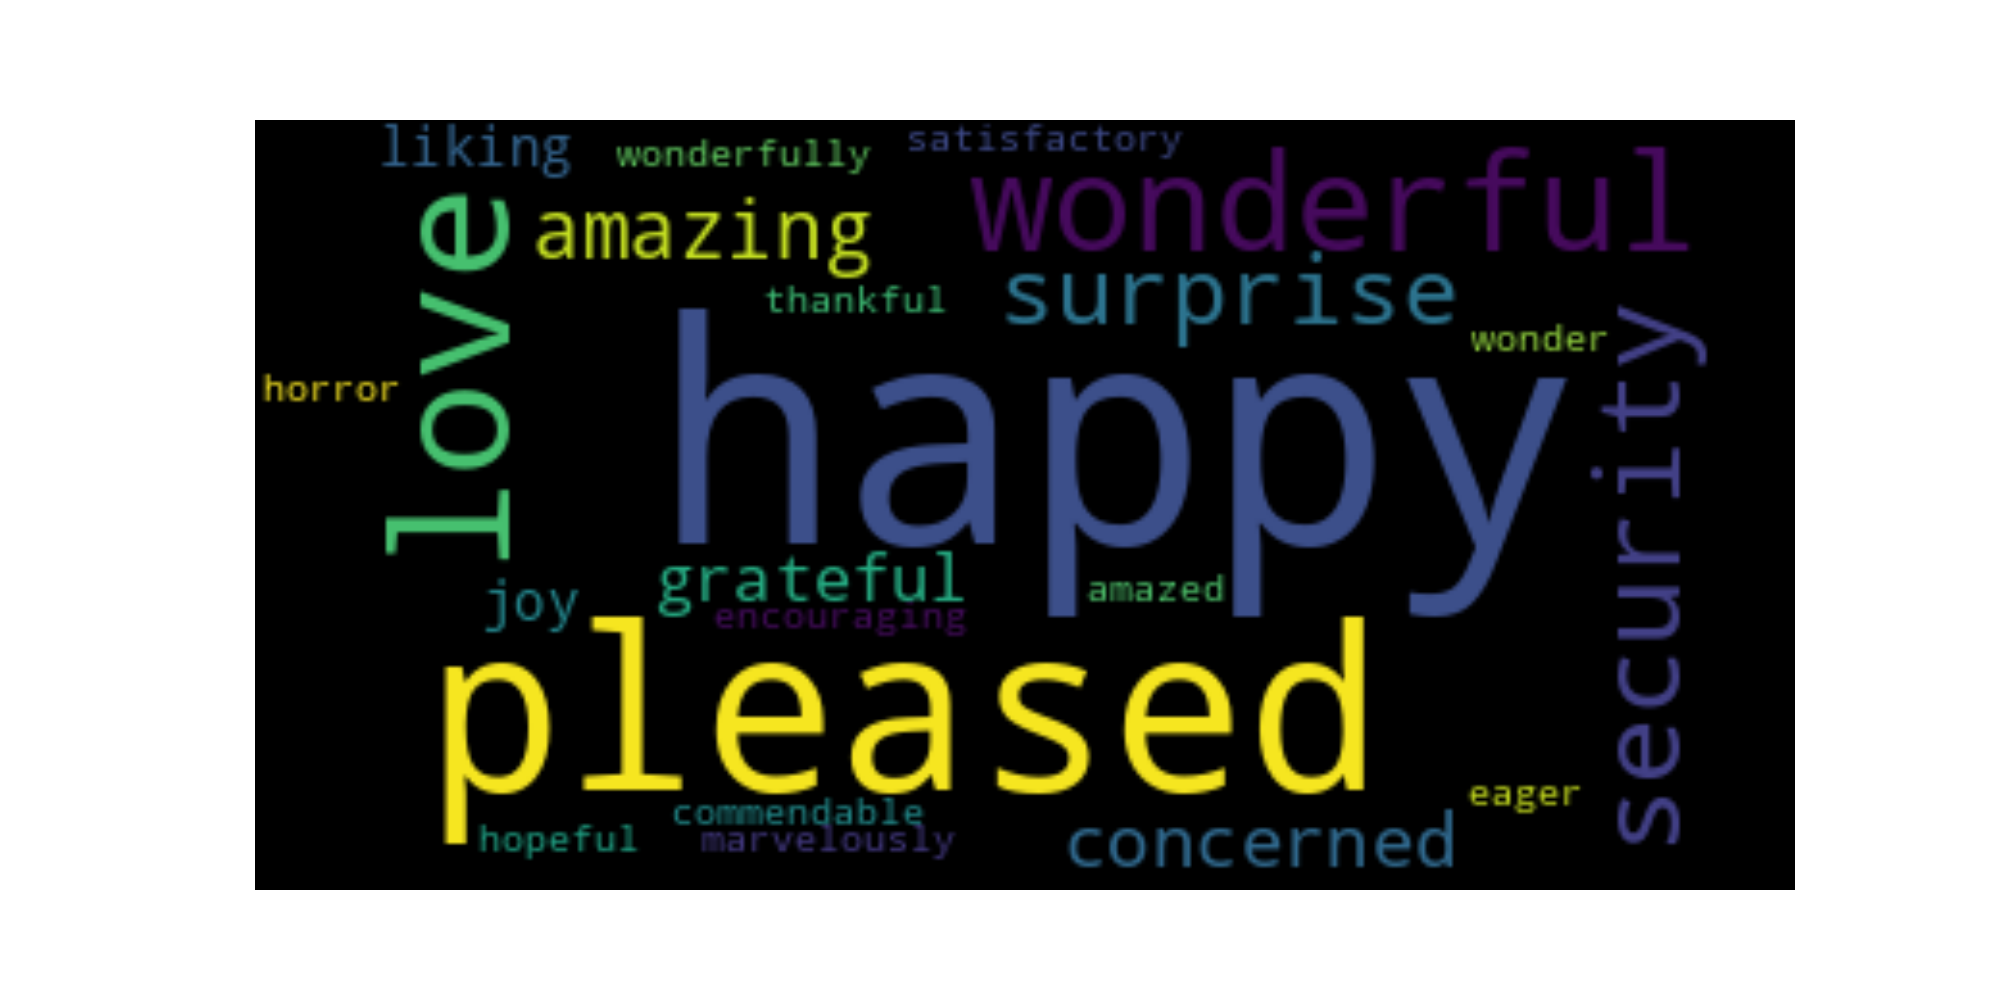 liking
wonderfully
satisfactory
love
amazing
wonderful
surprise
thankful
wonder
horror
happy
security
joy
grateful
amazed
encouraging
pleased
eager
commendable
hopeful
marvelously
concerned